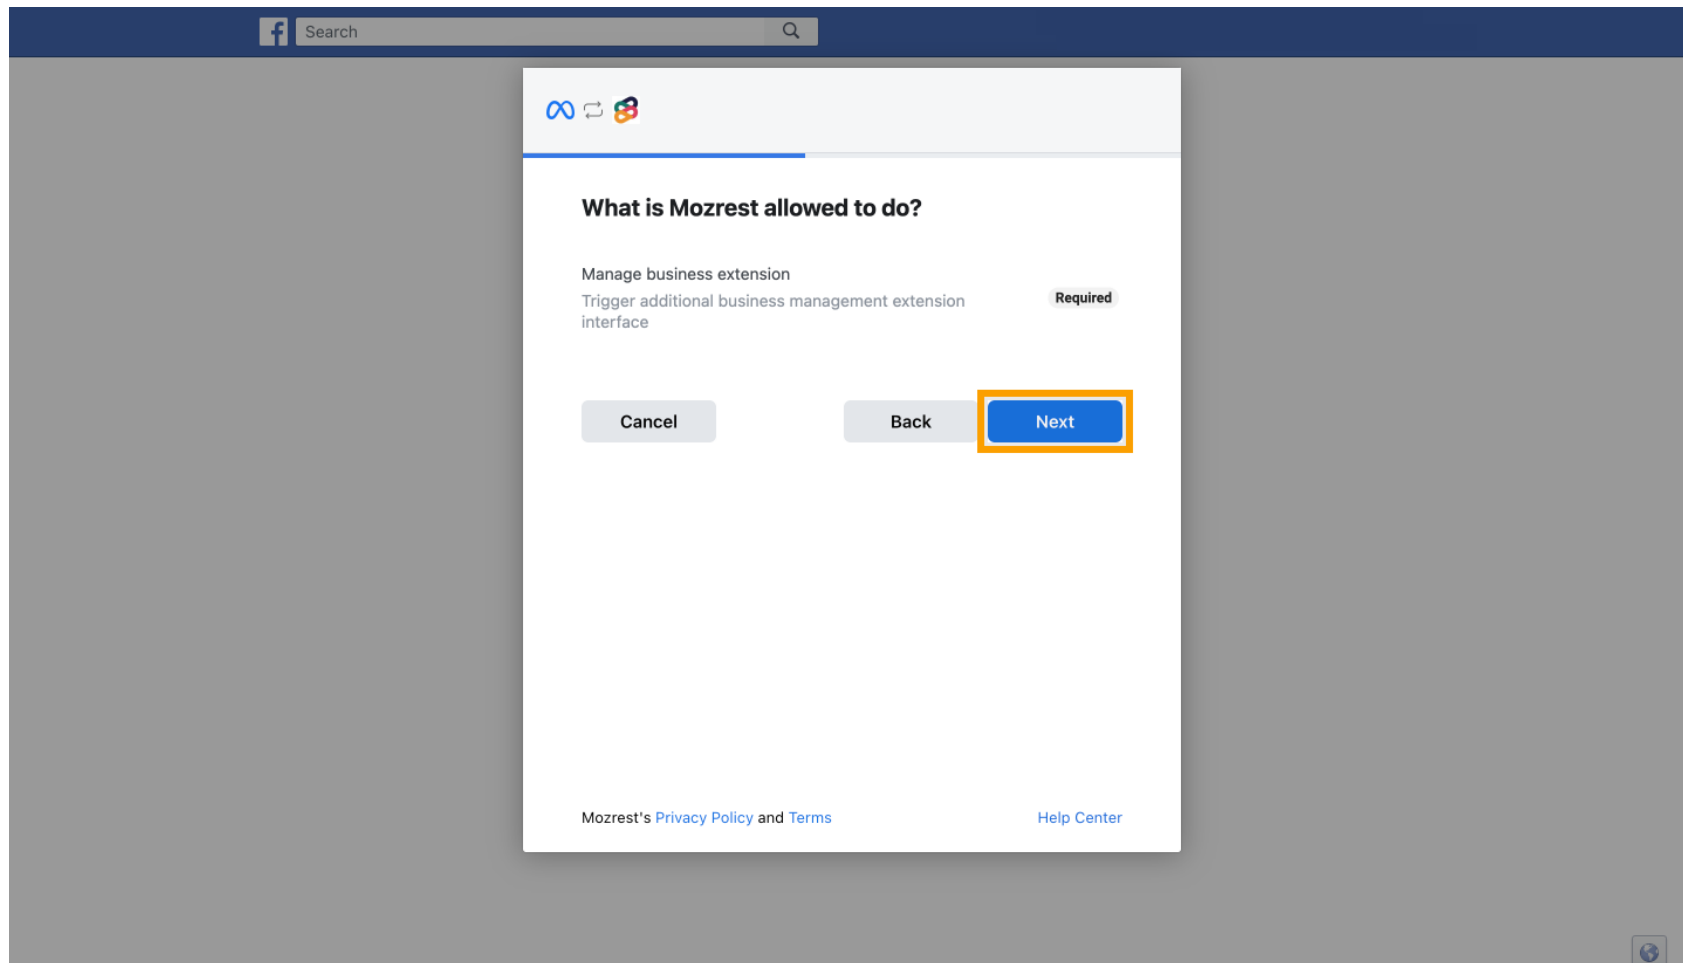 Search
What is Mozrest allowed to do?
Manage business extension
Trigger additional business management extension
interface
Required
Cancel
Back
Next
Mozrest's Privacy Policy and Terms
Help Center